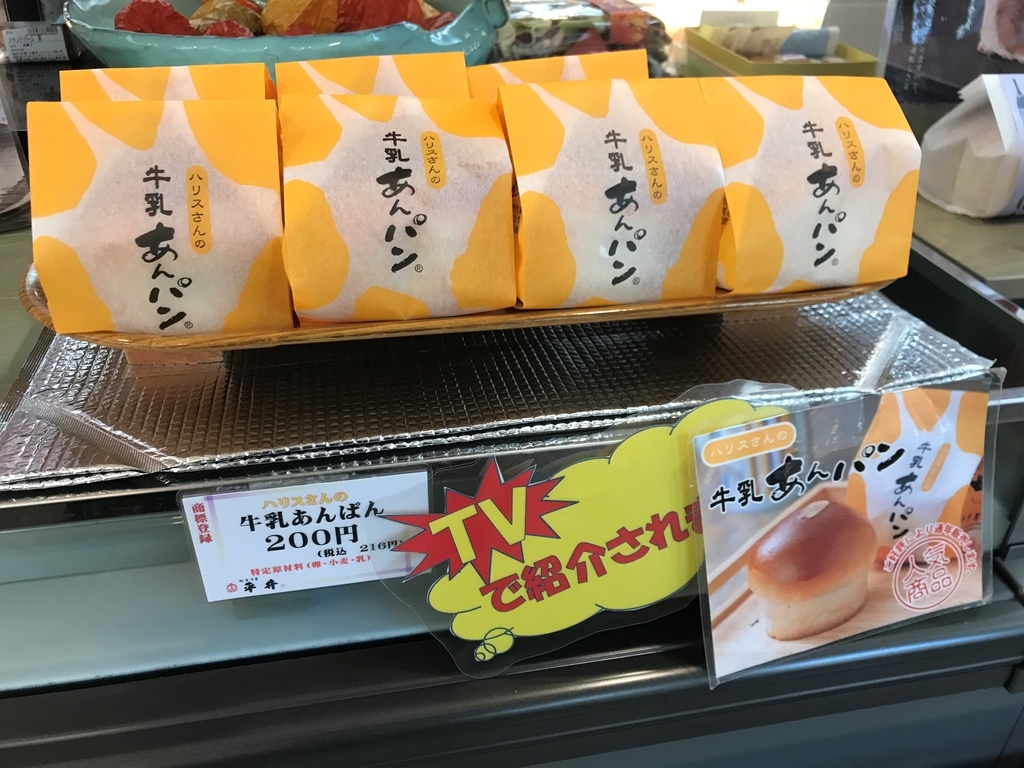 ハリスさんの
牛乳あんパン®
ハリスさんの
牛乳あんパン®
ハリスさんの
牛乳あんパン®
ハリスさんの
牛乳あんパン®
商標登録
ハリスさんの
牛乳あんぱん
200円
(税込 216円)
特定原材料(卵・小麦・乳)
TV
で紹介され
ハリスさんの
牛乳あんパン
牛乳
あんパン
人気
商品